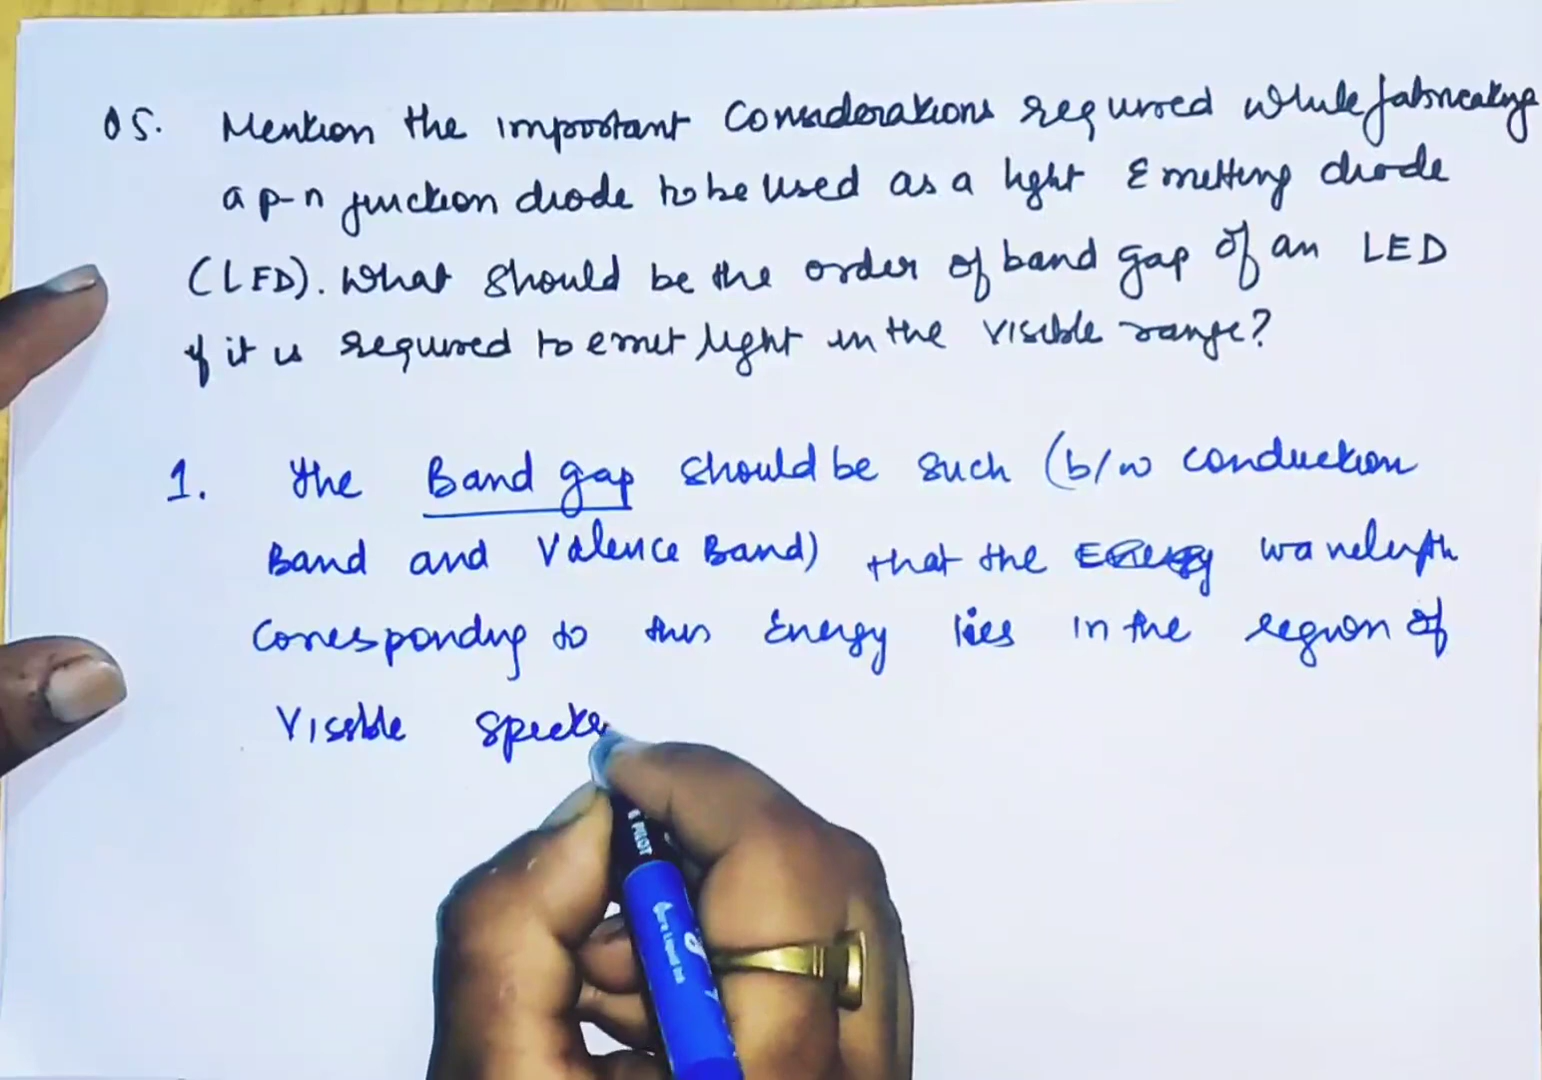 05. Mention the important Considerations required while fabricating
a p-n junction diode to be used as a light Emitting diode
(LED). What should be the order of band gap of an LED
if it is required to emit light in the visible range?
1. the Band gap should be such (b/w conduction
Band and Valence Band) that the wavelength
Corresponding to this Energy lies in the region of
Visible Spectr
PILOT